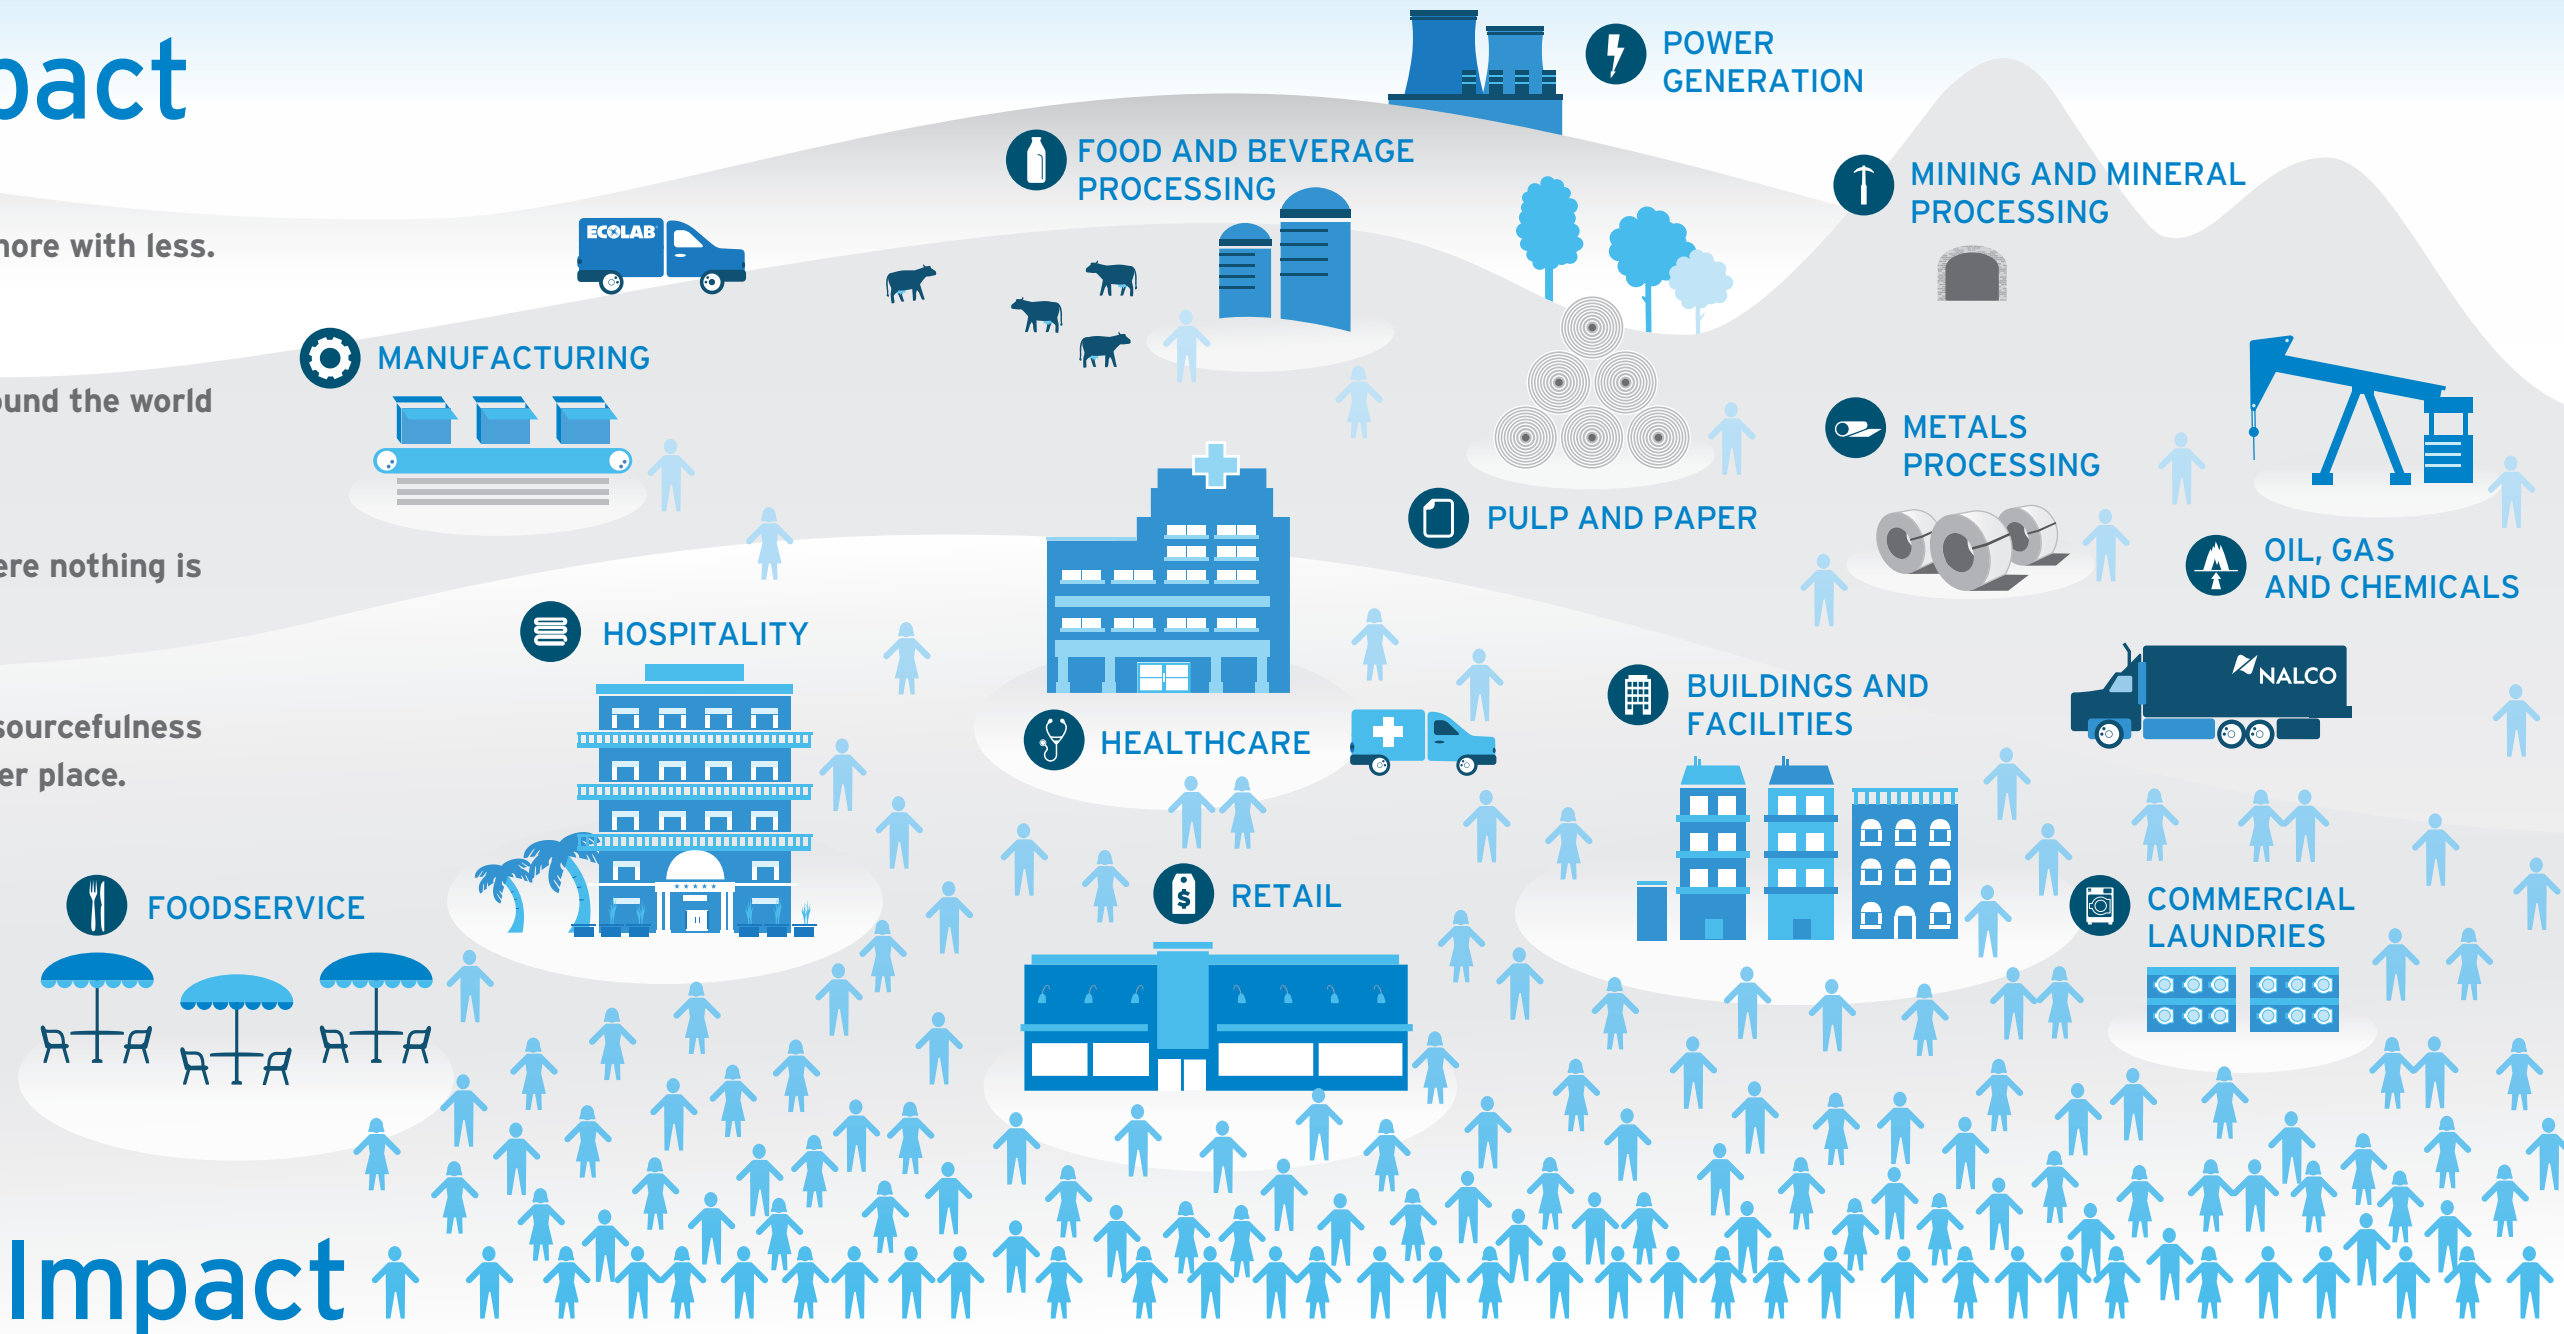 pact
more with less.
ound the world
ere nothing is
sourcefulness
er place.
POWER
GENERATION
FOOD AND BEVERAGE
PROCESSING
MINING AND MINERAL
PROCESSING
ECOLAB
MANUFACTURING
METALS
PROCESSING
PULP AND PAPER
OIL, GAS
AND CHEMICALS
HOSPITALITY
NALCO
BUILDINGS AND
FACILITIES
HEALTHCARE
RETAIL
$
FOODSERVICE
COMMERCIAL
LAUNDRIES
Impact